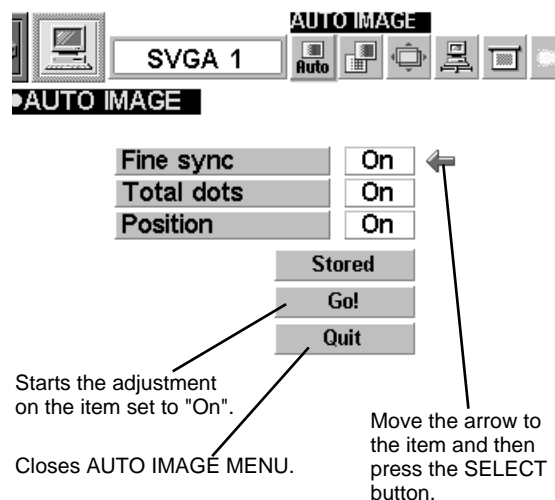 AUTO IMAGE
SVGA 1
Auto
●AUTO IMAGE
Fine sync On
Total dots On
Position On
Stored
Go!
Quit
Starts the adjustment
on the item set to "On".
Closes AUTO IMAGE MENU.
Move the arrow to
the item and then
press the SELECT
button.